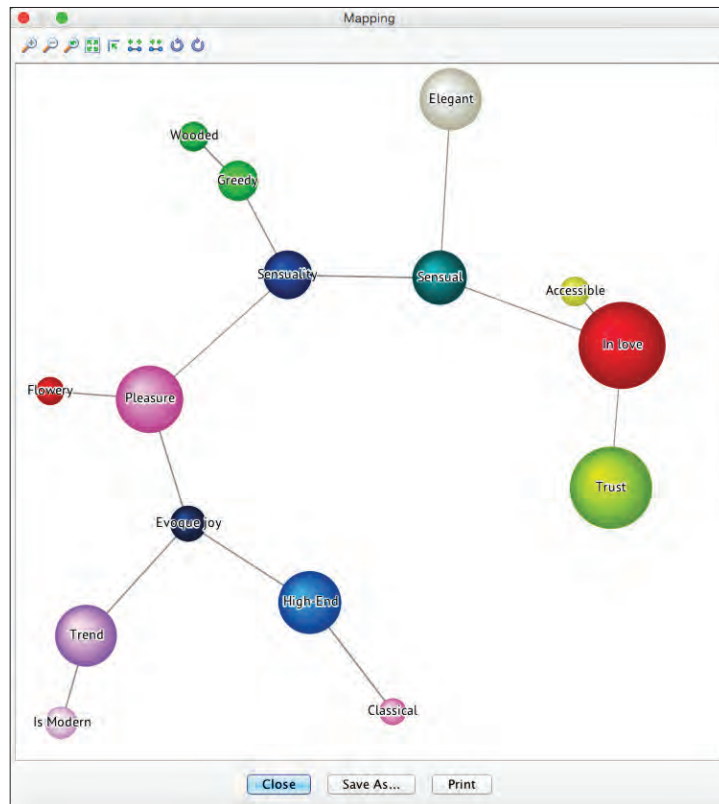 Mapping
Elegant
Wooded
Greedy
Sensuality
Sensual
Accessible
In love
Flowery
Pleasure
Trust
Evoque joy
High-End
Trend
Is Modern
Classical
Close
Save As...
Print